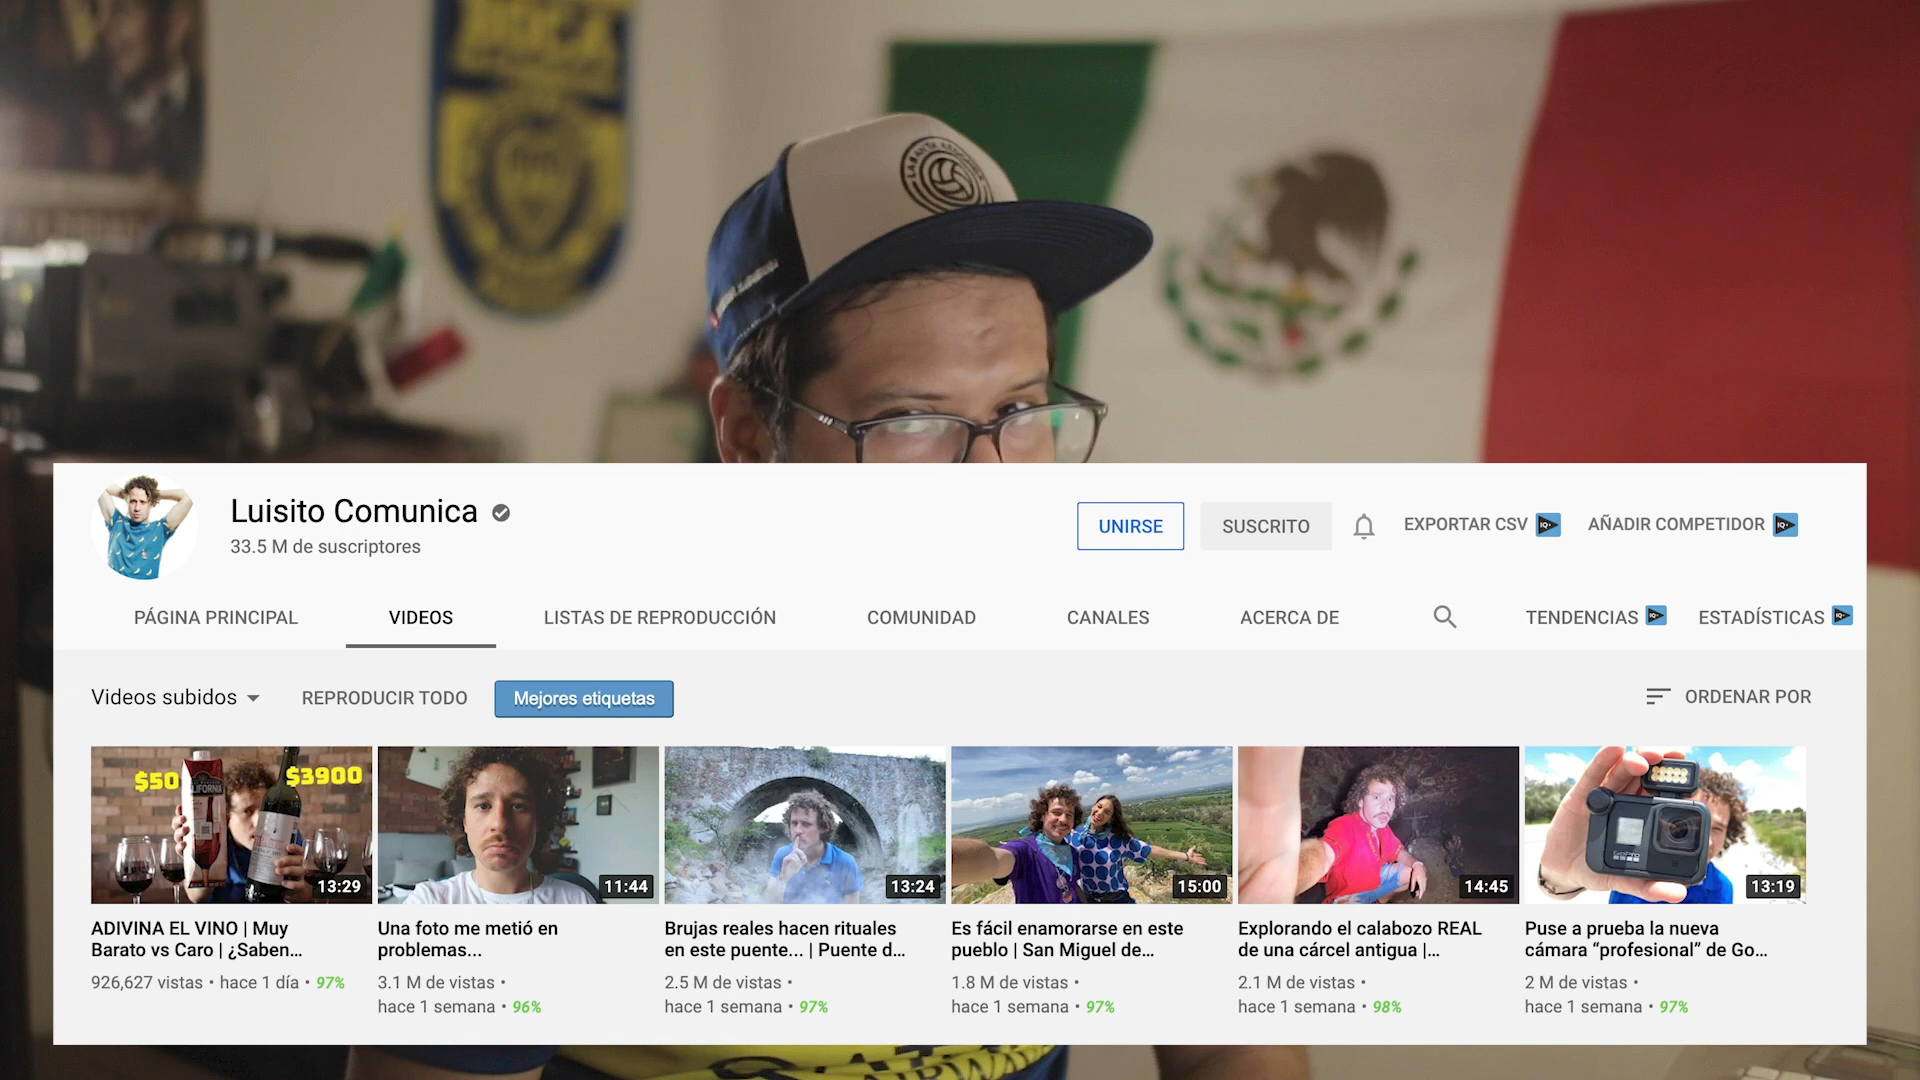 BOCA
Luisito Comunica
33.5 M de suscriptores
UNIRSE
SUSCRITO
EXPORTAR CSV
AÑADIR COMPETIDOR
PÁGINA PRINCIPAL
VIDEOS
LISTAS DE REPRODUCCIÓN
COMUNIDAD
CANALES
ACERCA DE
TENDENCIAS
ESTADÍSTICAS
Videos subidos
REPRODUCIR TODO
Mejores etiquetas
ORDENAR POR
$50
$3900
13:29
11:44
13:24
15:00
14:45
GoPro
13:19
ADIVINA EL VINO | Muy
Barato vs Caro | ¿Saben...
926,627 vistas • hace 1 día • 97%
Una foto me metió en
problemas...
3.1 M de vistas •
hace 1 semana • 96%
Brujas reales hacen rituales
en este puente... | Puente d...
2.5 M de vistas •
hace 1 semana • 97%
Es fácil enamorarse en este
pueblo | San Miguel de...
1.8 M de vistas •
hace 1 semana • 97%
Explorando el calabozo REAL
de una cárcel antigua |...
2.1 M de vistas •
hace 1 semana • 98%
Puse a prueba la nueva
cámara “profesional” de Go...
2 M de vistas •
hace 1 semana • 97%